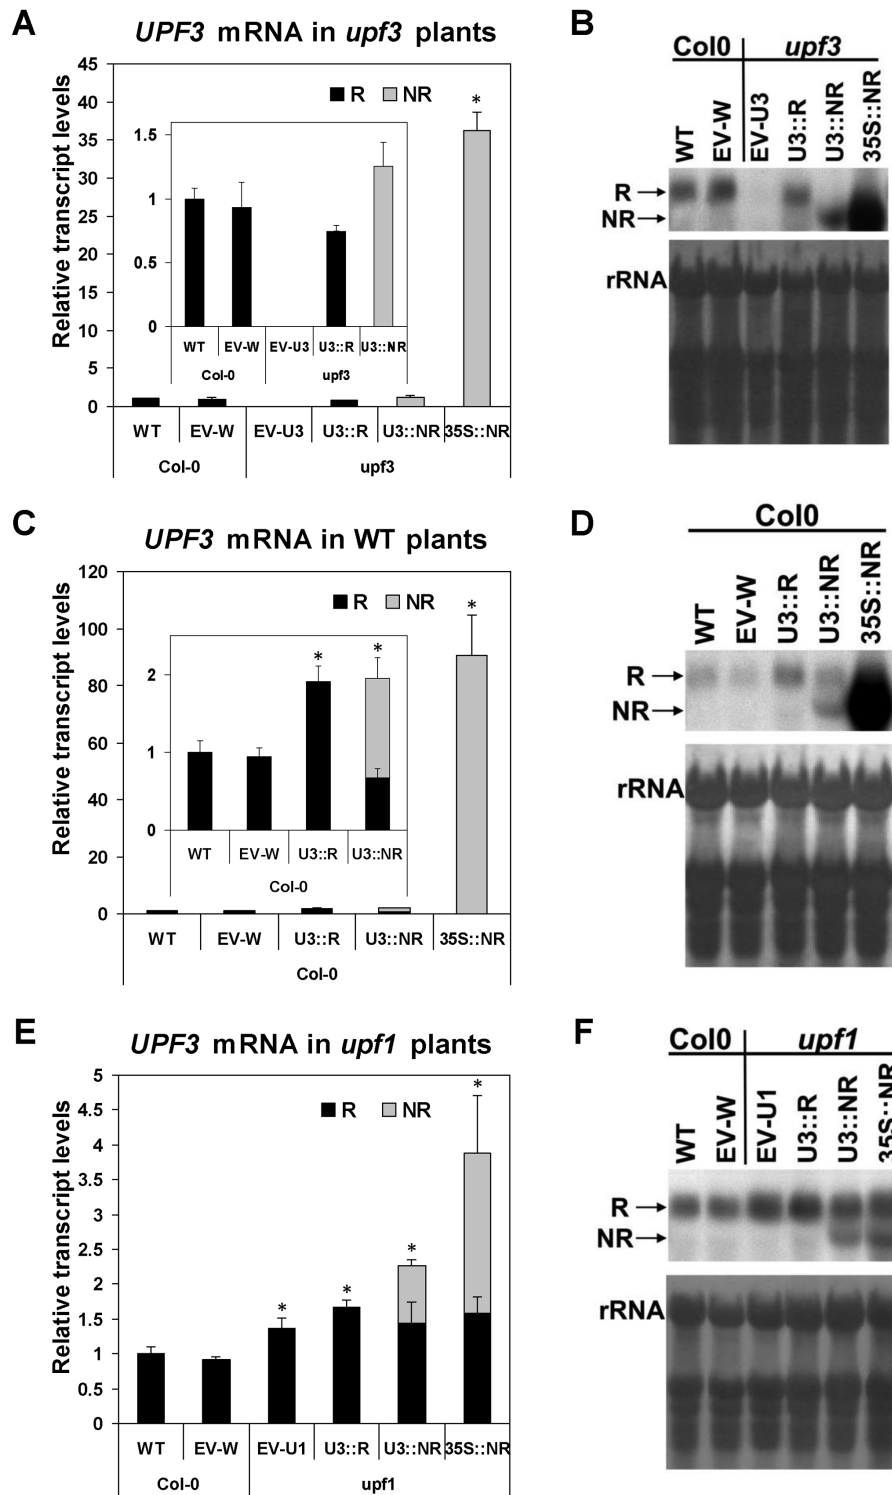 A
UPF3 mRNA in upf3 plants
Relative transcript levels
45
40
35
30
25
20
15
10
5
0
R NR
*
1.5
1
0.5
0
WT EV-W EV-U3 U3::R U3::NR
Col-0 upf3
WT EV-W EV-U3 U3::R U3::NR 35S::NR
Col-0 upf3
B
Col0 upf3
WT EV-W EV-U3 U3::R U3::NR 35S::NR
R
NR
rRNA
C
UPF3 mRNA in WT plants
Relative transcript levels
120
100
80
60
40
20
0
R NR
*
2
1
0
* *
WT EV-W U3::R U3::NR
Col-0
WT EV-W U3::R U3::NR 35S::NR
Col-0
D
Col0
WT EV-W U3::R U3::NR 35S::NR
R
NR
rRNA
E
UPF3 mRNA in upf1 plants
Relative transcript levels
5
4.5
4
3.5
3
2.5
2
1.5
1
0.5
0
R NR
* * * *
WT EV-W EV-U1 U3::R U3::NR 35S::NR
Col-0 upf1
F
Col0 upf1
WT EV-W EV-U1 U3::R U3::NR 35S::NR
R
NR
rRNA